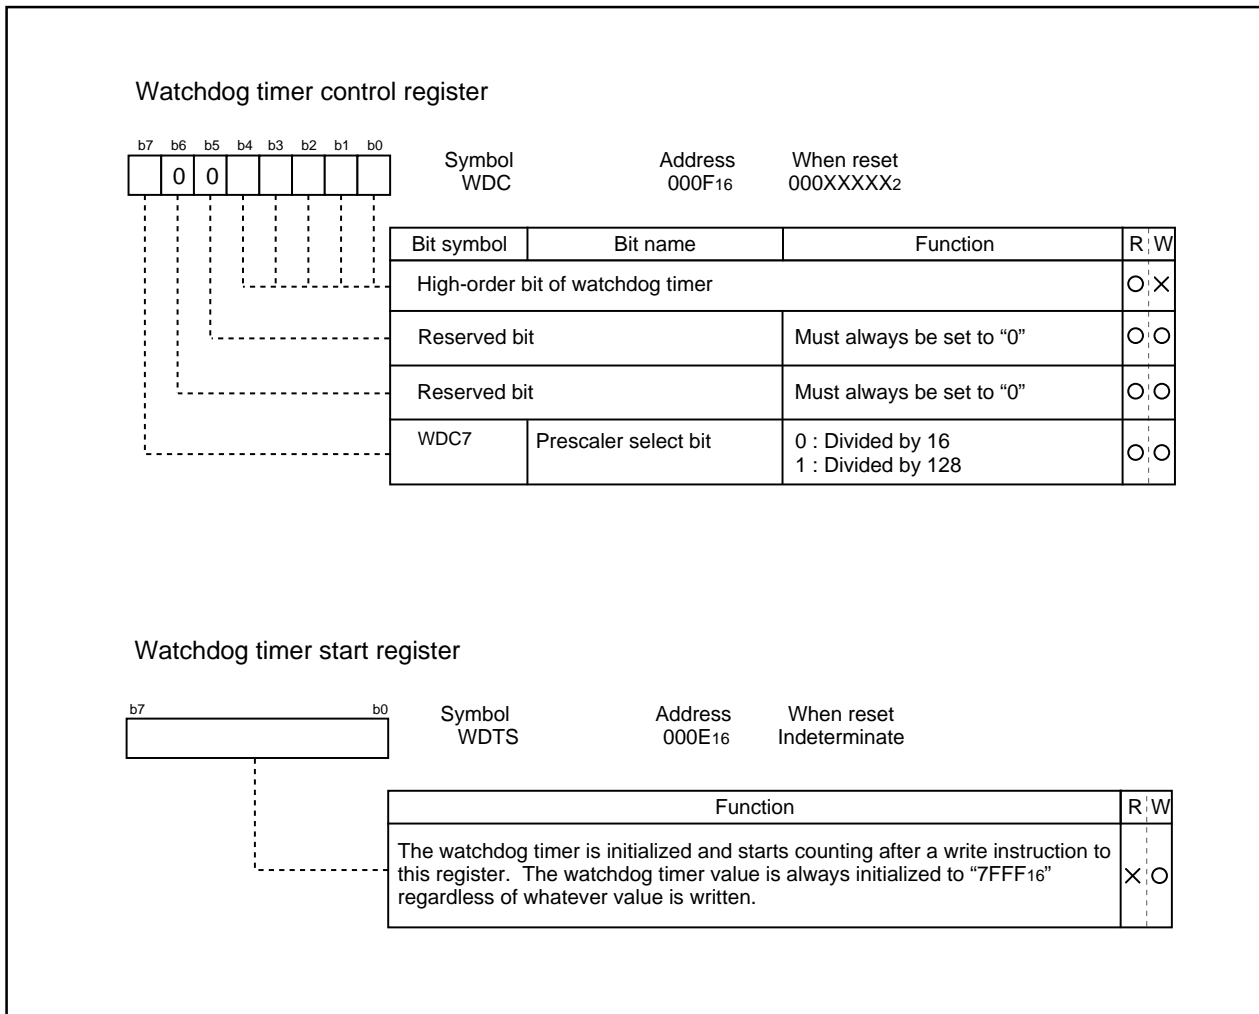 Watchdog timer control register
b7 b6 b5 b4 b3 b2 b1 b0
0 0
Symbol Address When reset
WDC 000F16 000XXXXX2
Bit symbol Bit name Function R W
High-order bit of watchdog timer
Reserved bit Must always be set to “0”
Reserved bit Must always be set to “0”
WDC7 Prescaler select bit 0 : Divided by 16
1 : Divided by 128
Watchdog timer start register
b7 b0
Symbol Address When reset
WDTS 000E16 Indeterminate
Function R W
The watchdog timer is initialized and starts counting after a write instruction to
this register. The watchdog timer value is always initialized to “7FFF16”
regardless of whatever value is written.